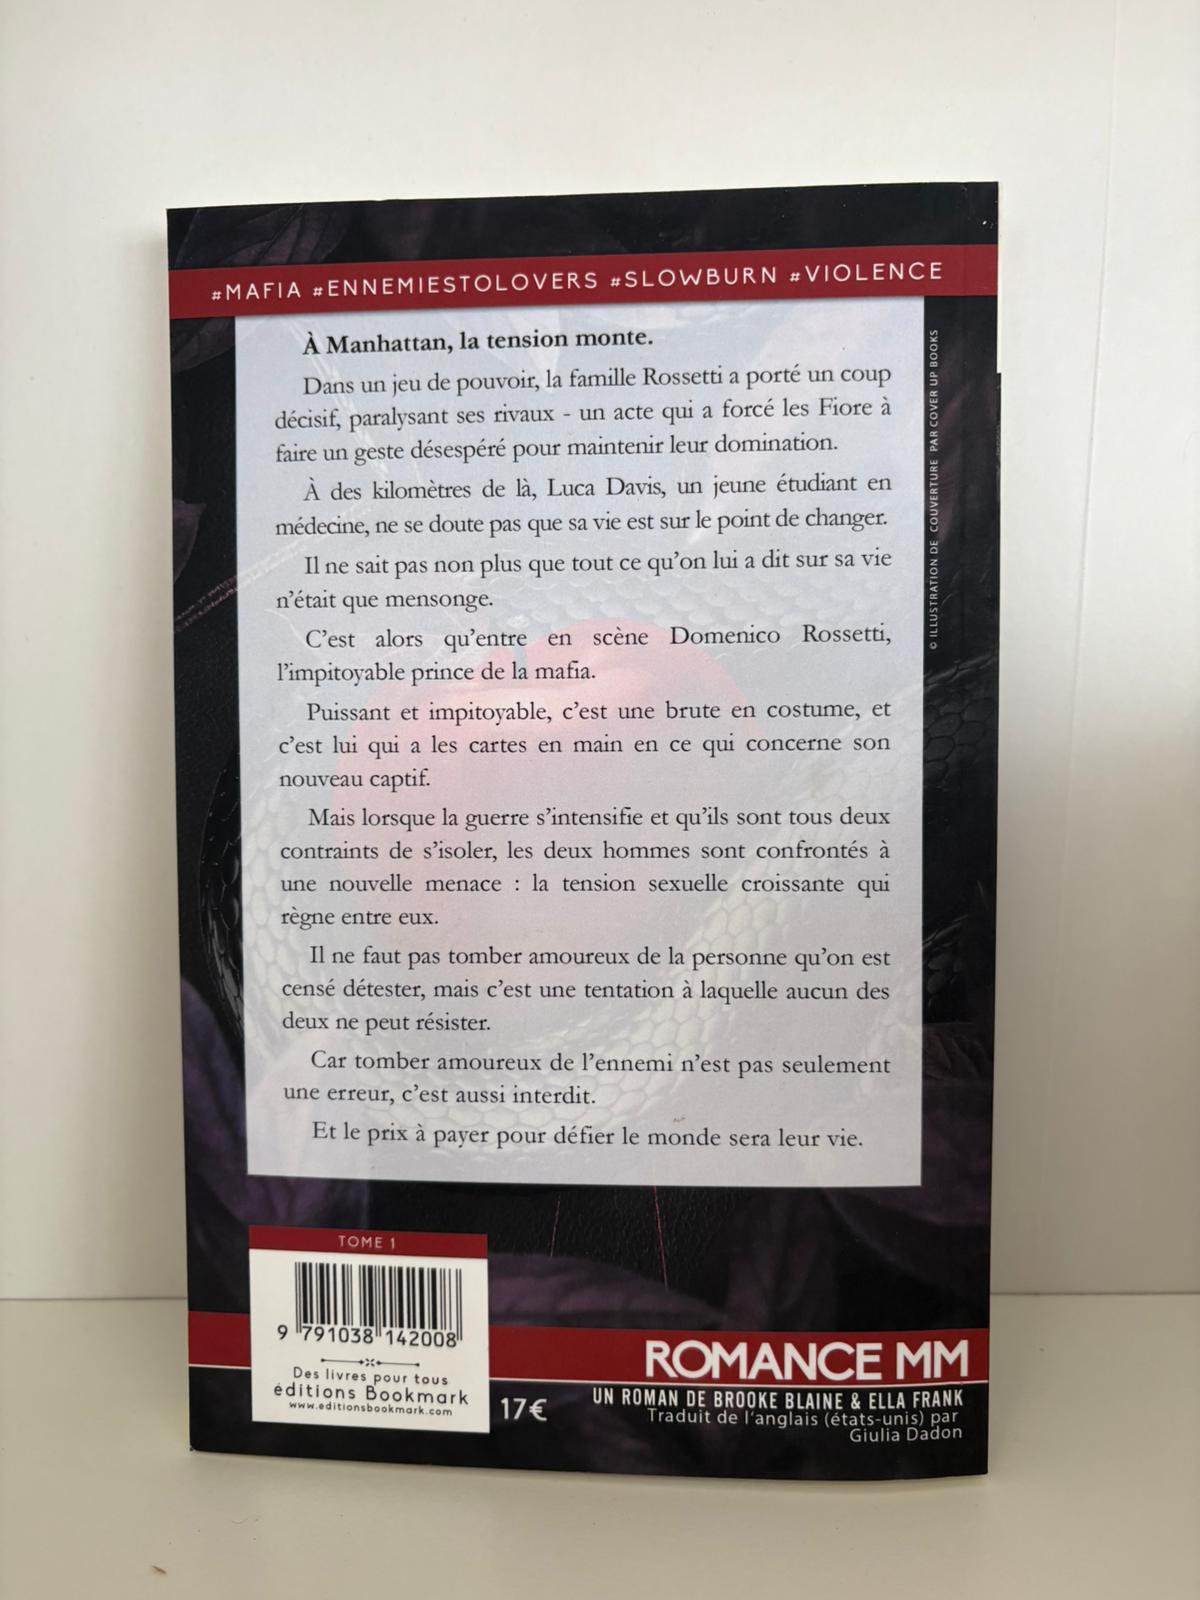 #MAFIA #ENNEMIESTOLOVERS #SLOWBURN #VIOLENCE
À Manhattan, la tension monte.
Dans un jeu de pouvoir, la famille Rossetti a porté un coup
décisif, paralysant ses rivaux - un acte qui a forcé les Fiore à
faire un geste désespéré pour maintenir leur domination.
À des kilomètres de là, Luca Davis, un jeune étudiant en
médecine, ne se doute pas que sa vie est sur le point de changer.
Il ne sait pas non plus que tout ce qu'on lui a dit sur sa vie
n'était que mensonge.
C'est alors qu'entre en scène Domenico Rossetti,
l'impitoyable prince de la mafia.
Puissant et impitoyable, c'est une brute en costume, et
c'est lui qui a les cartes en main en ce qui concerne son
nouveau captif.
Mais lorsque la guerre s'intensifie et qu'ils sont tous deux
contraints de s'isoler, les deux hommes sont confrontés à
une nouvelle menace : la tension sexuelle croissante qui
règne entre eux.
Il ne faut pas tomber amoureux de la personne qu'on est
censé détester, mais c'est une tentation à laquelle aucun des
deux ne peut résister.
Car tomber amoureux de l'ennemi n'est pas seulement
une erreur, c'est aussi interdit.
Et le prix à payer pour défier le monde sera leur vie.
© ILLUSTRATION DE COUVERTURE PAR COVER UP BOOKS
TOME 1
9 791038 142008
Des livres pour tous
éditions Bookmark
www.editionsbookmark.com
17€
ROMANCE MM
UN ROMAN DE BROOKE BLAINE & ELLA FRANK
Traduit de l'anglais (états-unis) par
Giulia Dadon